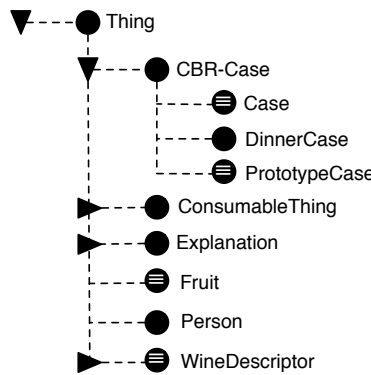 Thing
CBR-Case
Case
DinnerCase
PrototypeCase
ConsumableThing
Explanation
Fruit
Person
WineDescriptor